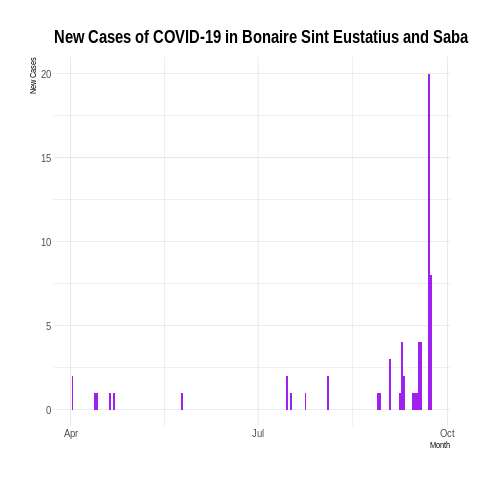 New Cases of COVID-19 in Bonaire Sint Eustatius and Saba
New Cases
20
15
10
5
0
Apr
Jul
Oct
Month